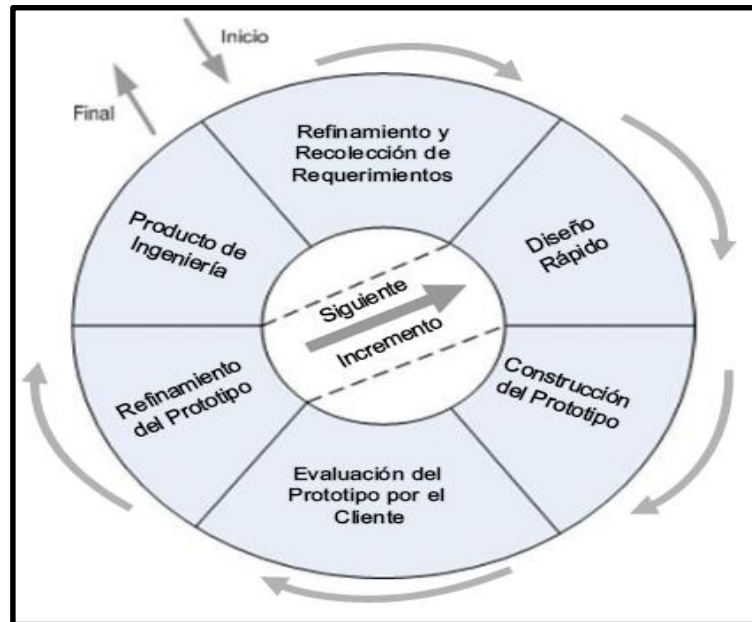 Inicio
Final
Refinamiento y
Recolección de
Requerimientos
Diseño
Rápido
Construcción
del Prototipo
Evaluación del
Prototipo por el
Cliente
Refinamiento
del Prototipo
Producto de
Ingeniería
Siguiente
Incremento